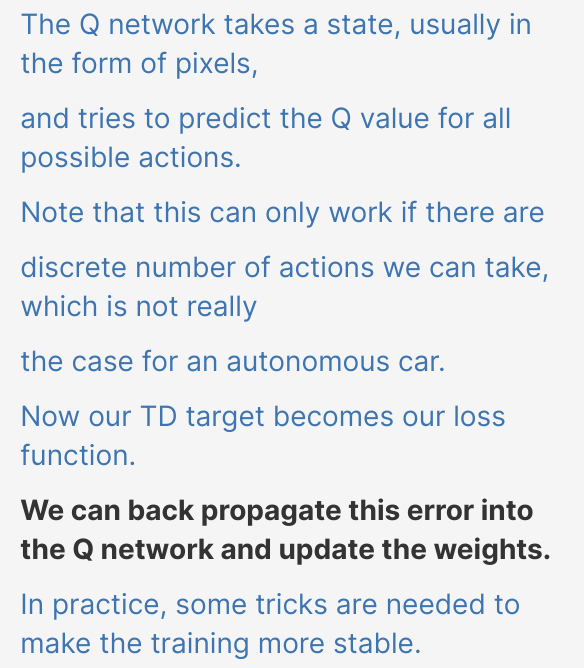 The Q network takes a state, usually in
the form of pixels,
and tries to predict the Q value for all
possible actions.
Note that this can only work if there are
discrete number of actions we can take,
which is not really
the case for an autonomous car.
Now our TD target becomes our loss
function.
We can back propagate this error into
the Q network and update the weights.
In practice, some tricks are needed to
make the training more stable.